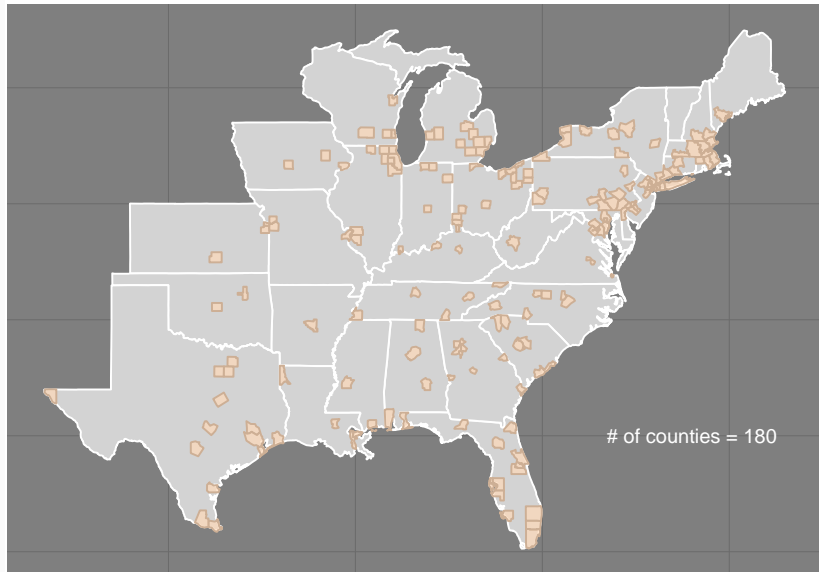 # of counties = 180